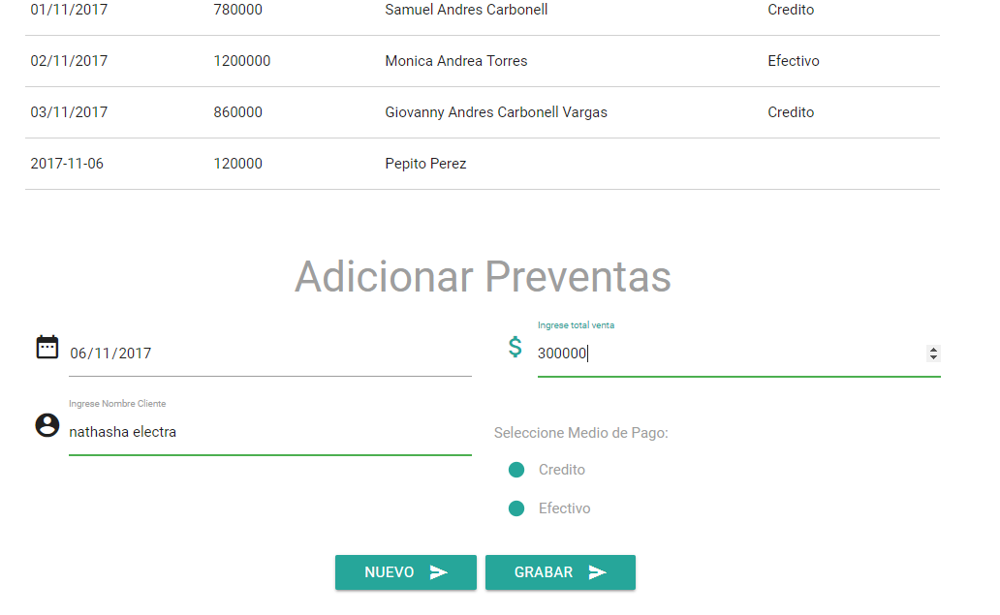 01/11/2017 780000 Samuel Andres Carbonell Credito
02/11/2017 1200000 Monica Andrea Torres Efectivo
03/11/2017 860000 Giovanny Andres Carbonell Vargas Credito
2017-11-06 120000 Pepito Perez
Adicionar Preventas
06/11/2017
Ingrese total venta
$ 300000
Ingrese Nombre Cliente
nathasha electra
Seleccione Medio de Pago:
Credito
Efectivo
NUEVO
GRABAR